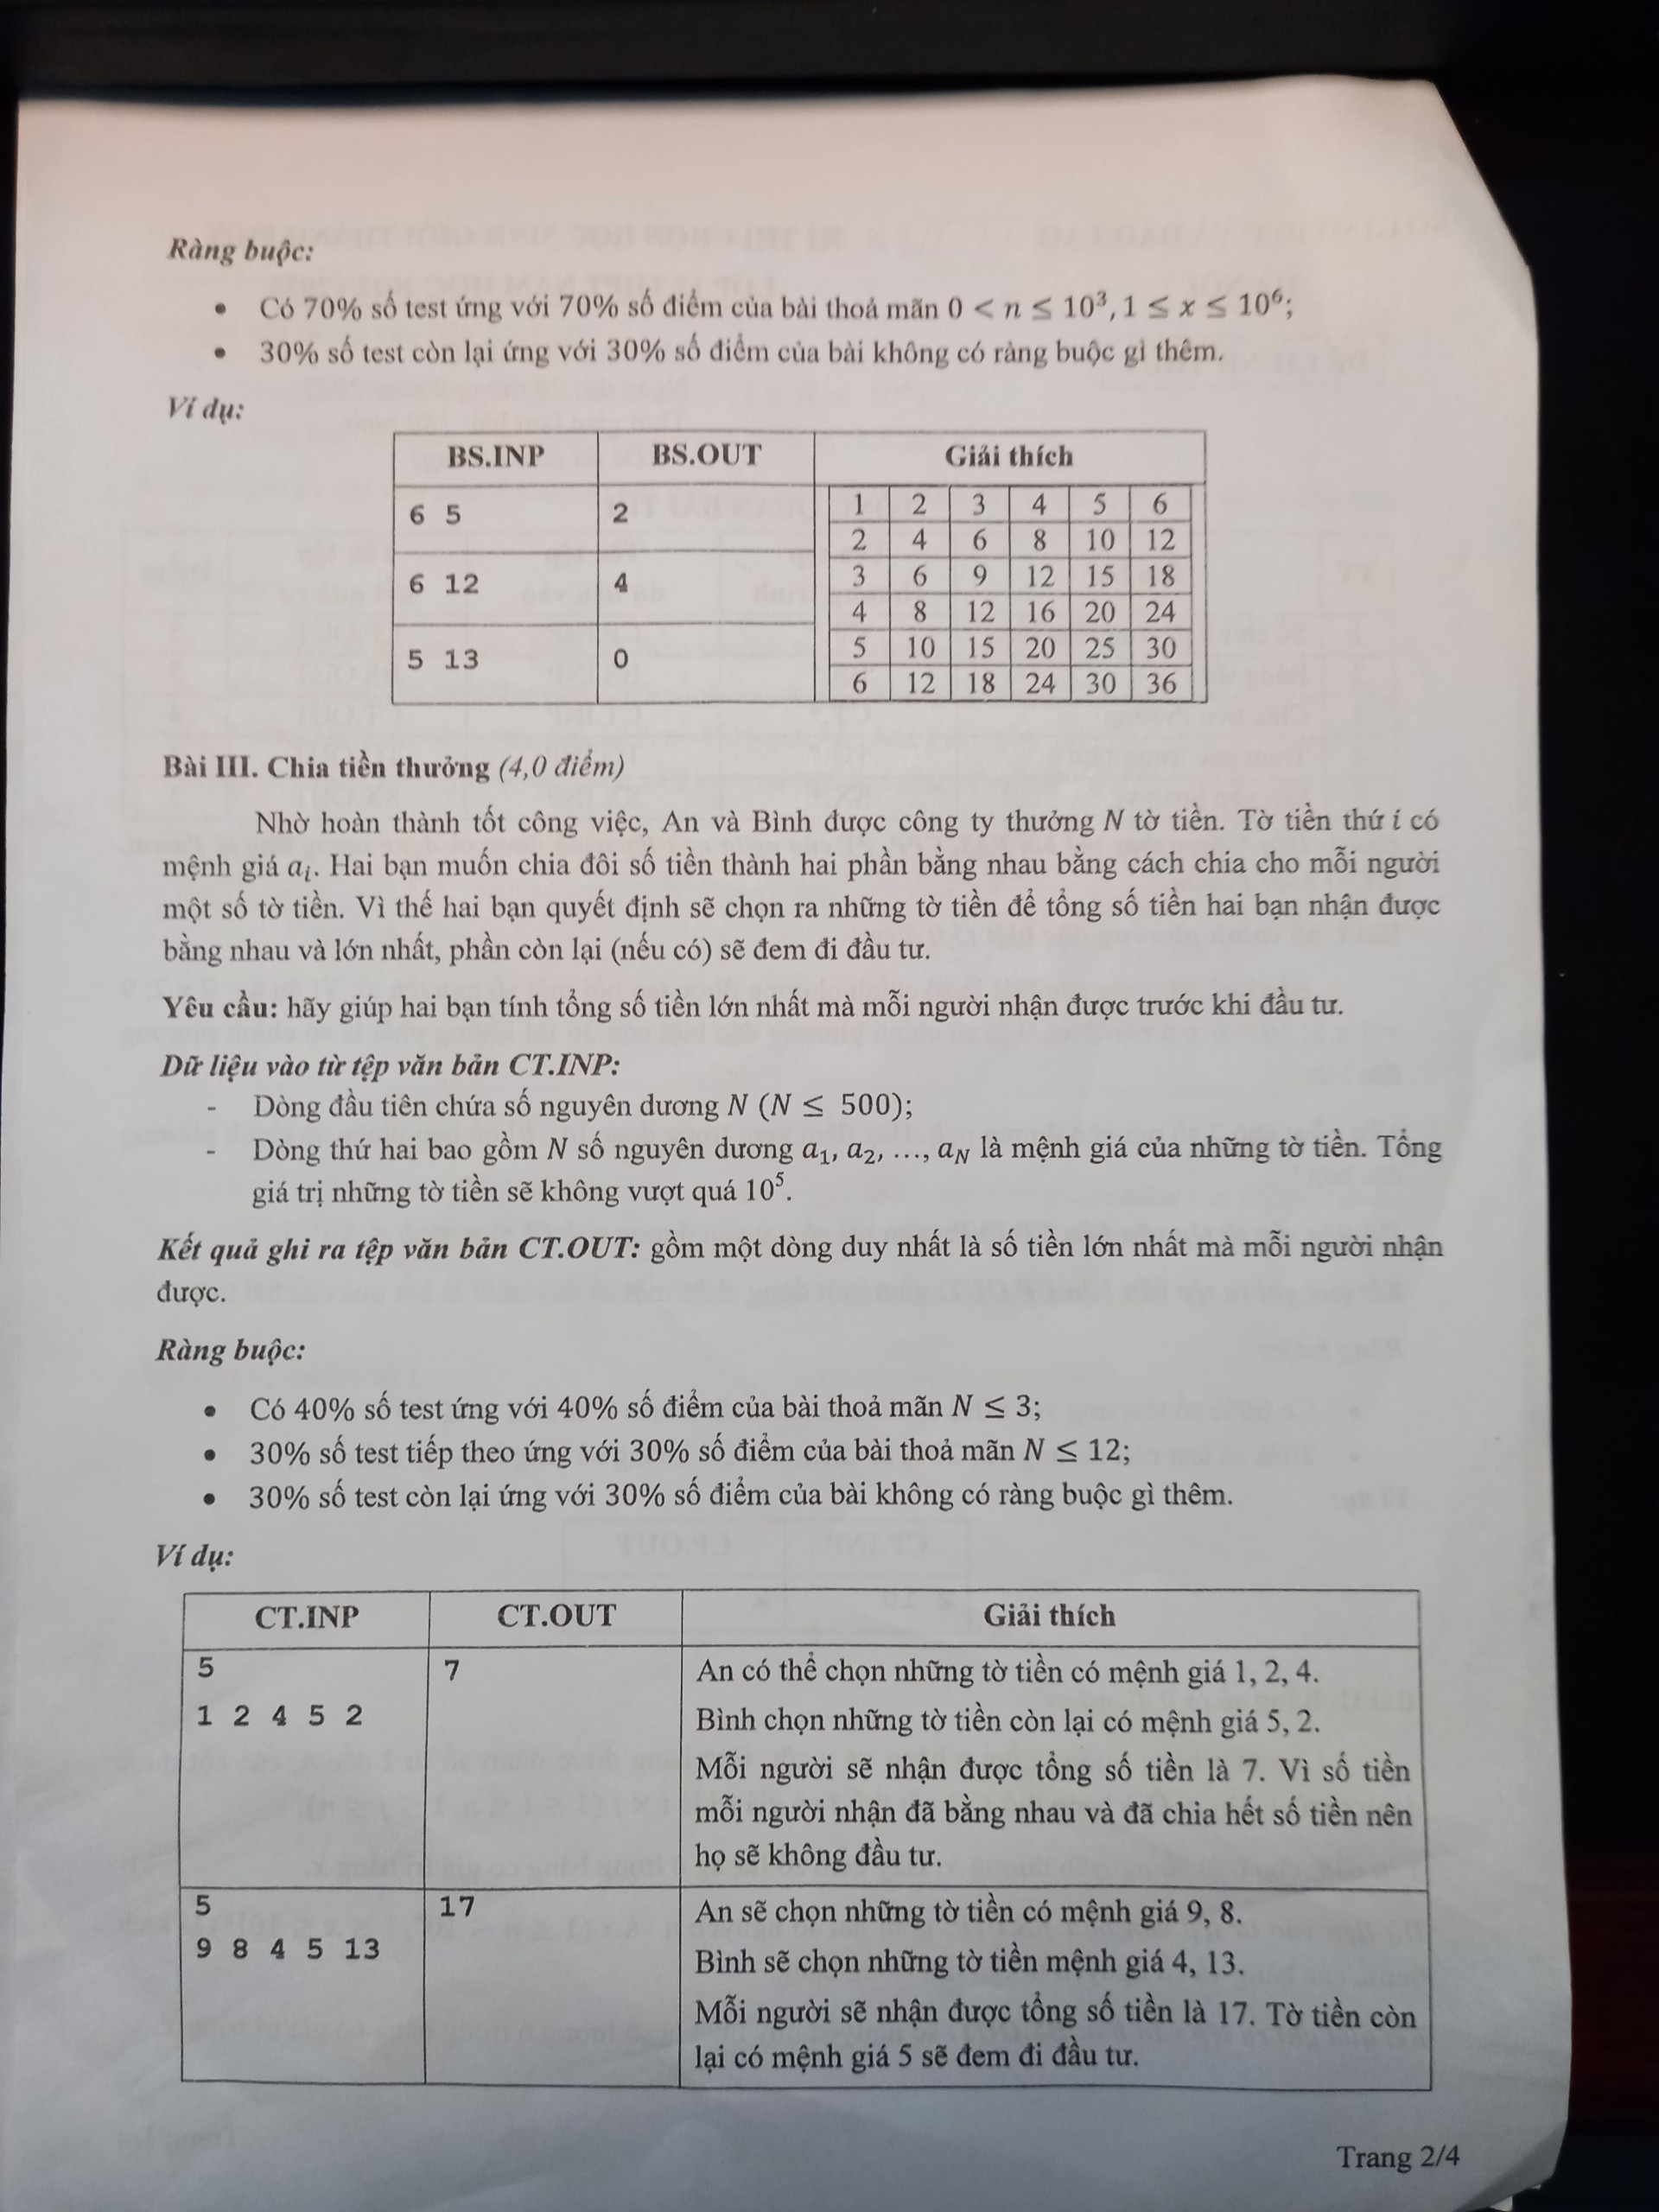 Ràng buộc:
• Có 70% số test ứng với 70% số điểm của bài thoả mãn 0 < n ≤ 10³, 1 ≤ x ≤ 10⁶;
• 30% số test còn lại ứng với 30% số điểm của bài không có ràng buộc gì thêm.
Ví dụ:
BS.INP BS.OUT Giải thích
6 5 2
6 12 4
5 13 0
1 2 3 4 5 6
2 4 6 8 10 12
3 6 9 12 15 18
4 8 12 16 20 24
5 10 15 20 25 30
6 12 18 24 30 36
Bài III. Chia tiền thưởng (4,0 điểm)
Nhờ hoàn thành tốt công việc, An và Bình được công ty thưởng N tờ tiền. Tờ tiền thứ i có
mệnh giá aᵢ. Hai bạn muốn chia đôi số tiền thành hai phần bằng nhau bằng cách chia cho mỗi người
một số tờ tiền. Vì thế hai bạn quyết định sẽ chọn ra những tờ tiền để tổng số tiền hai bạn nhận được
bằng nhau và lớn nhất, phần còn lại (nếu có) sẽ đem đi đầu tư.
Yêu cầu: hãy giúp hai bạn tính tổng số tiền lớn nhất mà mỗi người nhận được trước khi đầu tư.
Dữ liệu vào từ tệp văn bản CT.INP:
- Dòng đầu tiên chứa số nguyên dương N (N ≤ 500);
- Dòng thứ hai bao gồm N số nguyên dương a₁, a₂, …, a_N là mệnh giá của những tờ tiền. Tổng
giá trị những tờ tiền sẽ không vượt quá 10⁵.
Kết quả ghi ra tệp văn bản CT.OUT: gồm một dòng duy nhất là số tiền lớn nhất mà mỗi người nhận
được.
Ràng buộc:
• Có 40% số test ứng với 40% số điểm của bài thoả mãn N ≤ 3;
• 30% số test tiếp theo ứng với 30% số điểm của bài thoả mãn N ≤ 12;
• 30% số test còn lại ứng với 30% số điểm của bài không có ràng buộc gì thêm.
Ví dụ:
CT.INP CT.OUT Giải thích
5
1 2 4 5 2
7
An có thể chọn những tờ tiền có mệnh giá 1, 2, 4.
Bình chọn những tờ tiền còn lại có mệnh giá 5, 2.
Mỗi người sẽ nhận được tổng số tiền là 7. Vì số tiền
mỗi người nhận đã bằng nhau và đã chia hết số tiền nên
họ sẽ không đầu tư.
5
9 8 4 5 13
17
An sẽ chọn những tờ tiền có mệnh giá 9, 8.
Bình sẽ chọn những tờ tiền mệnh giá 4, 13.
Mỗi người sẽ nhận được tổng số tiền là 17. Tờ tiền còn
lại có mệnh giá 5 sẽ đem đi đầu tư.
Trang 2/4